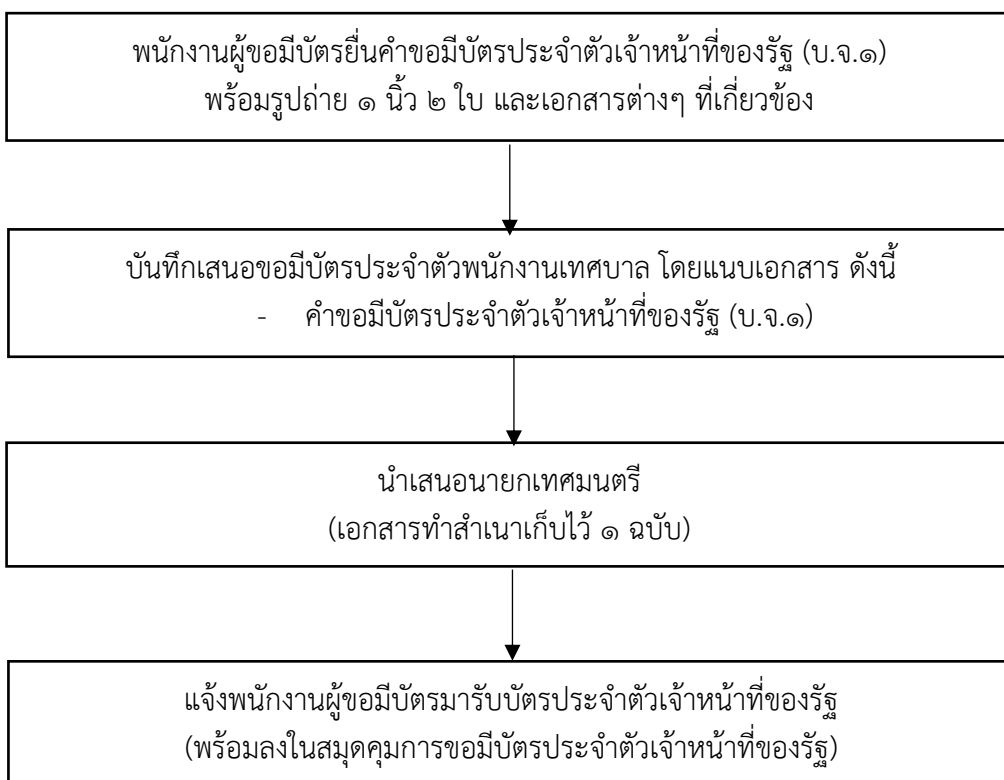 พนักงานผู้ขอมีบัตรยื่นคำขอมีบัตรประจำตัวเจ้าหน้าที่ของรัฐ (บ.จ.๑)
พร้อมรูปถ่าย ๑ นิ้ว ๒ ใบ และเอกสารต่างๆ ที่เกี่ยวข้อง
บันทึกเสนอขอมีบัตรประจำตัวพนักงานเทศบาล โดยแนบเอกสาร ดังนี้
- คำขอมีบัตรประจำตัวเจ้าหน้าที่ของรัฐ (บ.จ.๑)
นำเสนอนายกเทศมนตรี
(เอกสารทำสำเนาเก็บไว้ ๑ ฉบับ)
แจ้งพนักงานผู้ขอมีบัตรมารับบัตรประจำตัวเจ้าหน้าที่ของรัฐ
(พร้อมลงในสมุดคุมการขอมีบัตรประจำตัวเจ้าหน้าที่ของรัฐ)